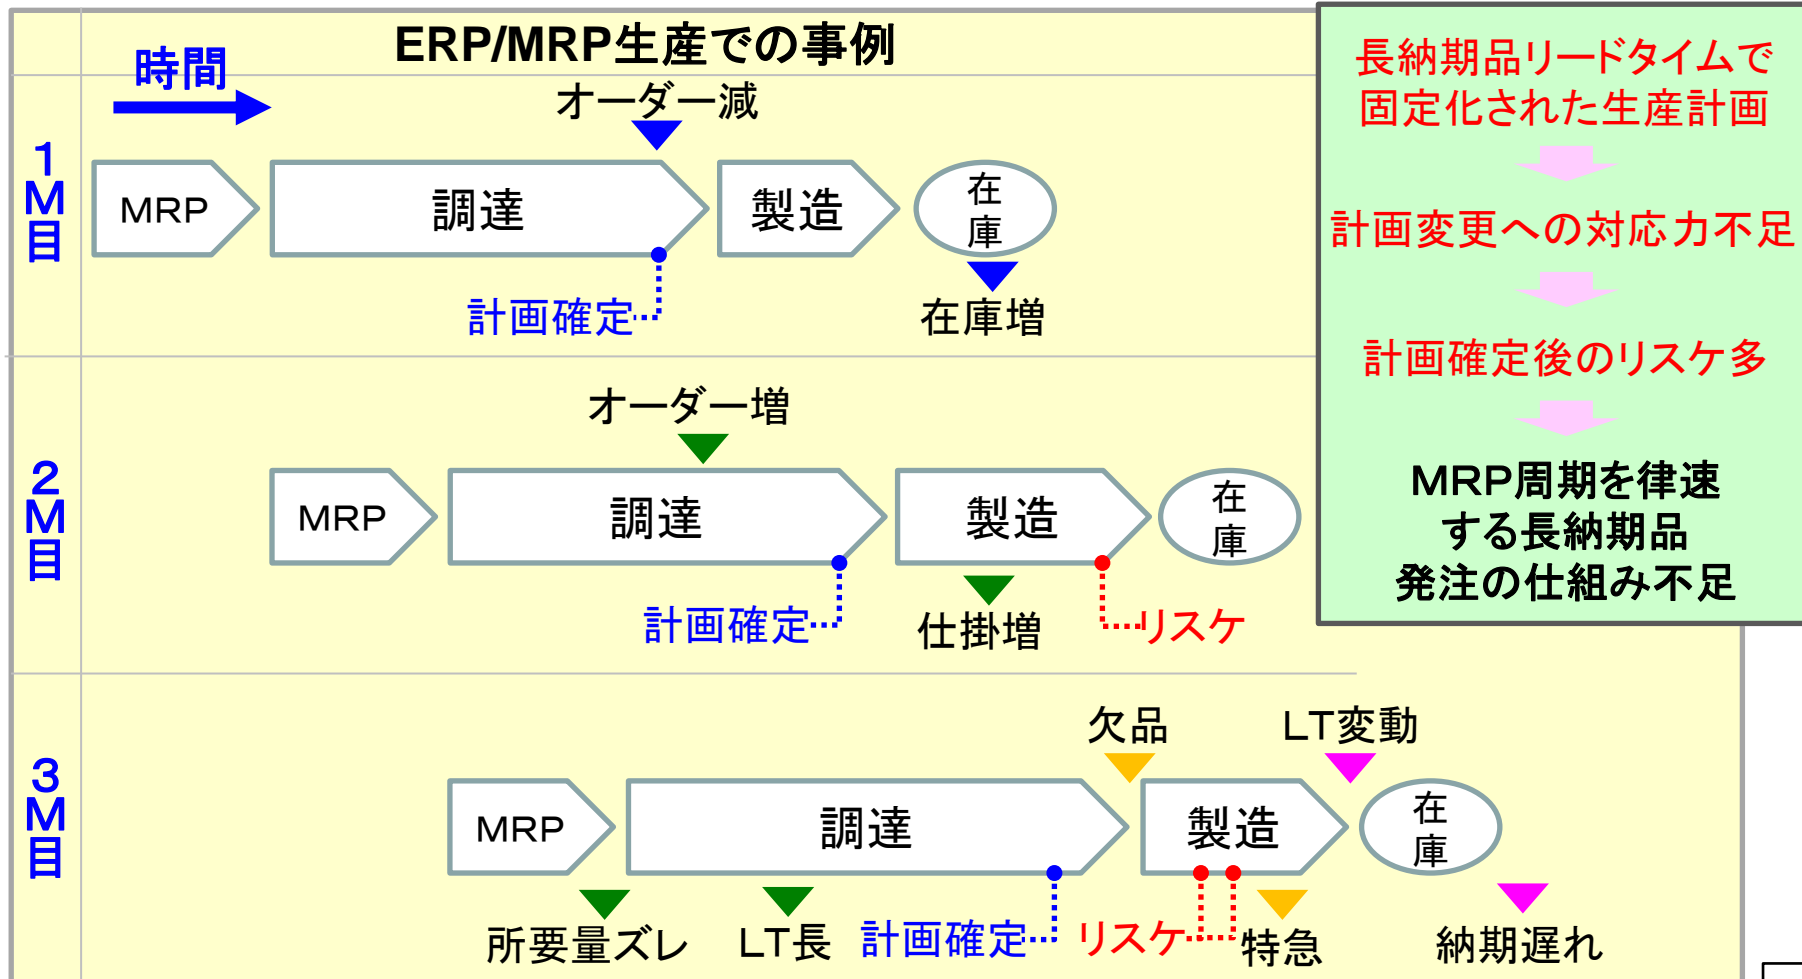 ERP/MRP生産での事例
時間
1M目
オーダー減
MRP
調達
製造
在庫
計画確定
在庫増
2M目
オーダー増
MRP
調達
製造
在庫
計画確定
仕掛増
リスケ
3M目
欠品
LT変動
MRP
調達
製造
在庫
所要量ズレ
LT長
計画確定
リスケ
特急
納期遅れ
長納期品リードタイムで
固定化された生産計画
計画変更への対応力不足
計画確定後のリスケ多
MRP周期を律速
する長納期品
発注の仕組み不足